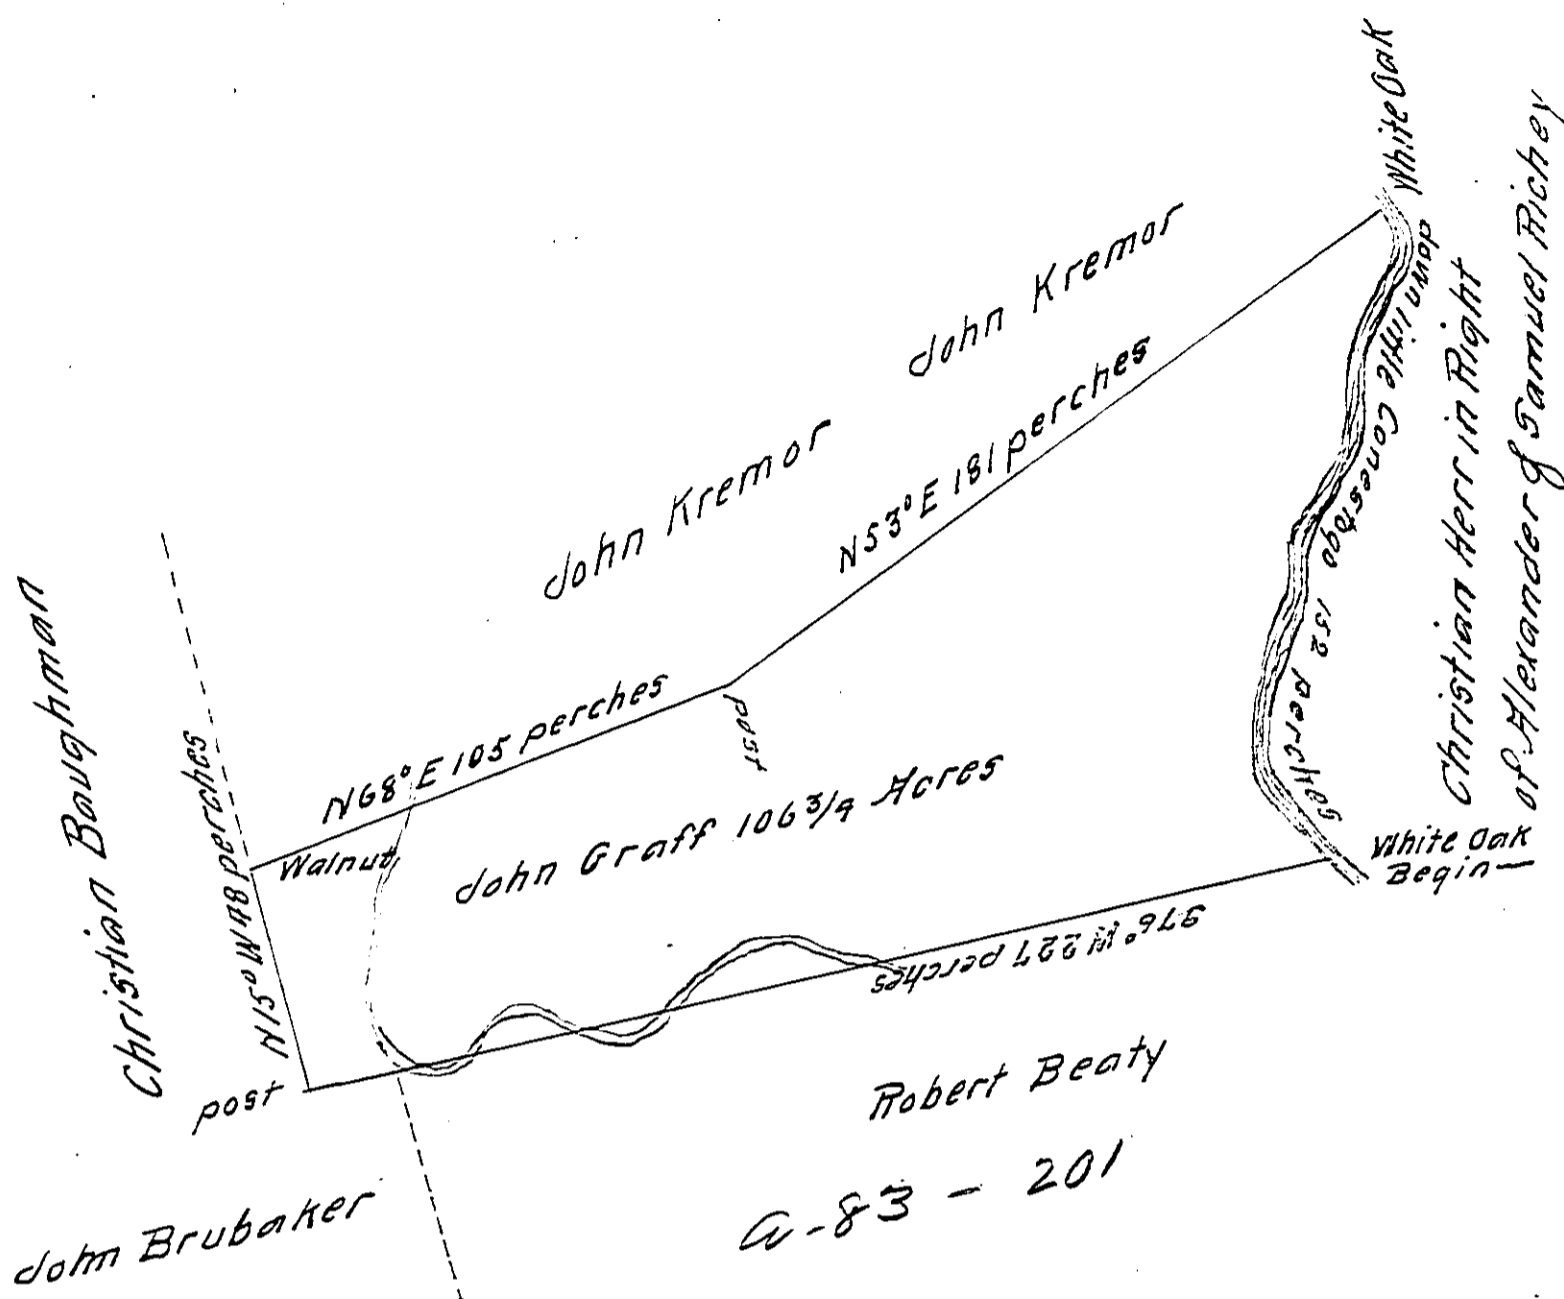 White Oak
down little Conestogo 152 perches
Christian Herr in Right
of Alexander & Samuel Richey
John Kremor
John Kremor
N53°E 181 perches
Christian Baughman
N15°W 48 perches
N68°E 105 perches
post
Walnut
John Graff 106 3/4 Acres
White Oak
Begin—
S76°W 227 perches
post
Robert Beaty
John Brubaker
A-83 - 201